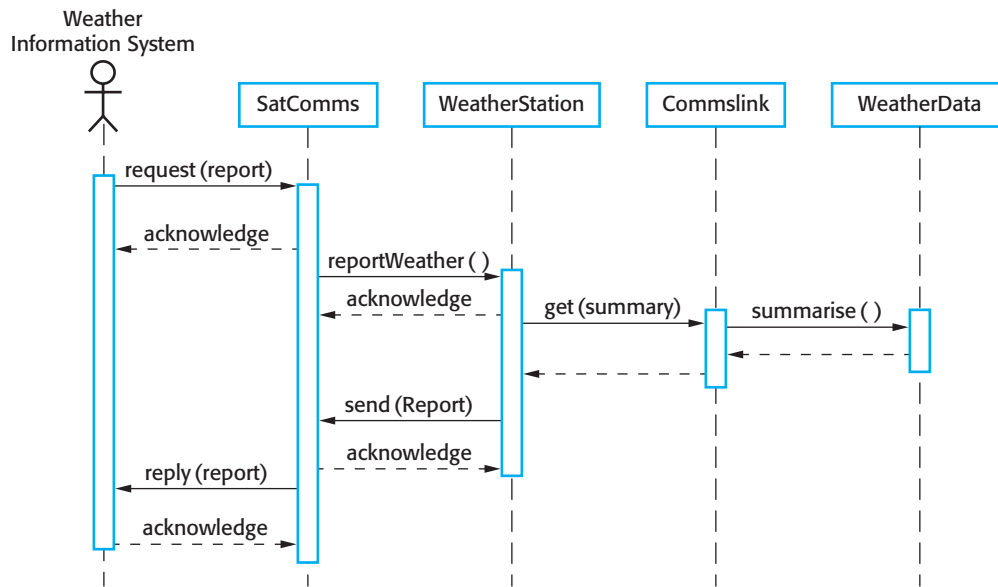 Weather
Information System
SatComms
WeatherStation
Commslink
WeatherData
request (report)
acknowledge
reportWeather ( )
acknowledge
get (summary)
summarise ( )
send (Report)
acknowledge
reply (report)
acknowledge